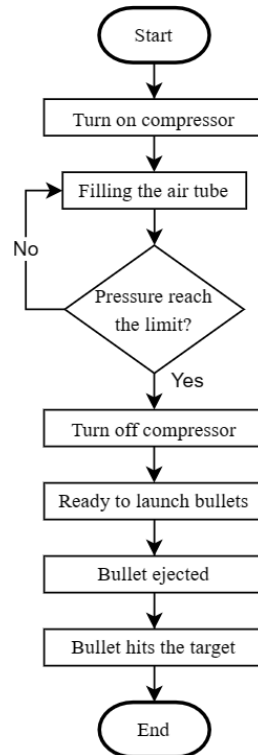 Start
Turn on compressor
Filling the air tube
No
Pressure reach
the limit?
Yes
Turn off compressor
Ready to launch bullets
Bullet ejected
Bullet hits the target
End